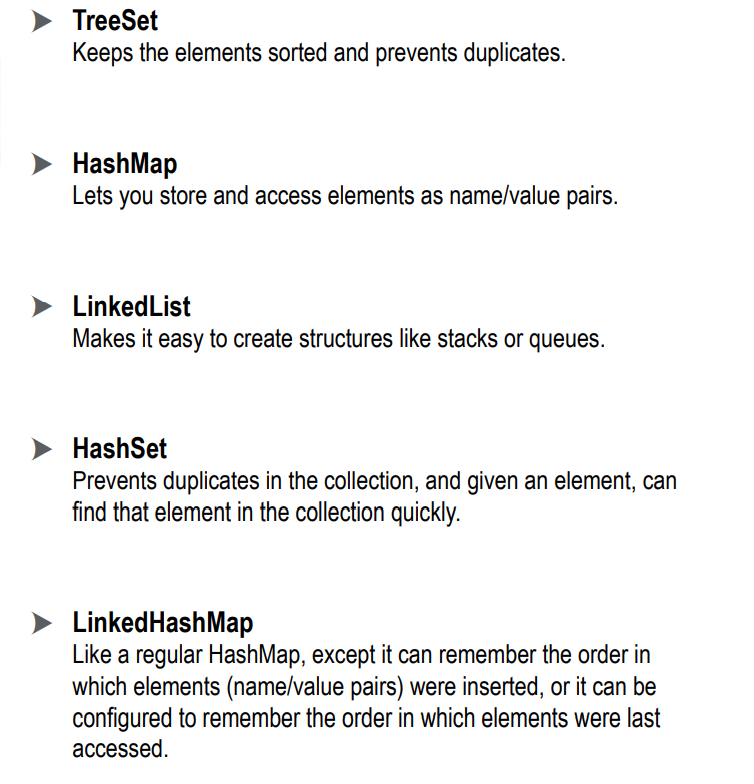 TreeSet
Keeps the elements sorted and prevents duplicates.
HashMap
Lets you store and access elements as name/value pairs.
LinkedList
Makes it easy to create structures like stacks or queues.
HashSet
Prevents duplicates in the collection, and given an element, can
find that element in the collection quickly.
LinkedHashMap
Like a regular HashMap, except it can remember the order in
which elements (name/value pairs) were inserted, or it can be
configured to remember the order in which elements were last
accessed.